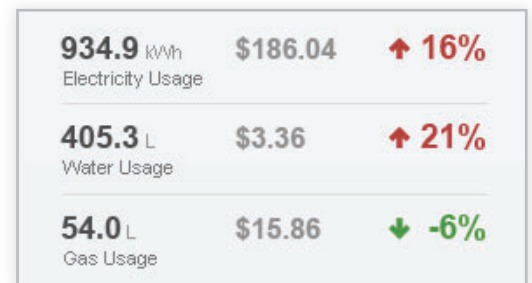 934.9 kWh $186.04 16%
Electricity Usage
405.3 L $3.36 21%
Water Usage
54.0 L $15.86 -6%
Gas Usage